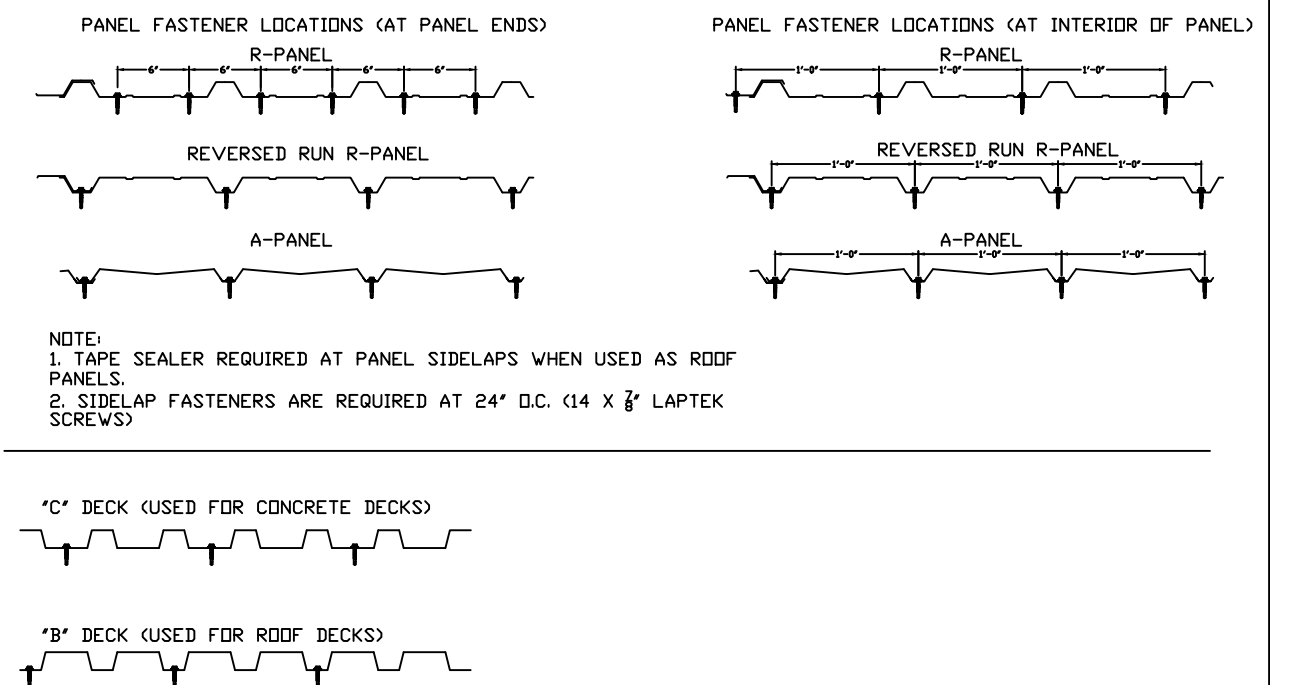 PANEL FASTENER LOCATIONS (AT PANEL ENDS)
R-PANEL
6" 6" 6" 6" 6"
REVERSED RUN R-PANEL
A-PANEL
PANEL FASTENER LOCATIONS (AT INTERIOR OF PANEL)
R-PANEL
1'-0" 1'-0" 1'-0"
REVERSED RUN R-PANEL
1'-0" 1'-0" 1'-0"
A-PANEL
1'-0" 1'-0" 1'-0"
NOTE:
1. TAPE SEALER REQUIRED AT PANEL SIDELAPS WHEN USED AS ROOF
PANELS.
2. SIDELAP FASTENERS ARE REQUIRED AT 24" O.C. (14 X 7/8" LAPTEK
SCREWS)
"C" DECK (USED FOR CONCRETE DECKS)
"B" DECK (USED FOR ROOF DECKS)